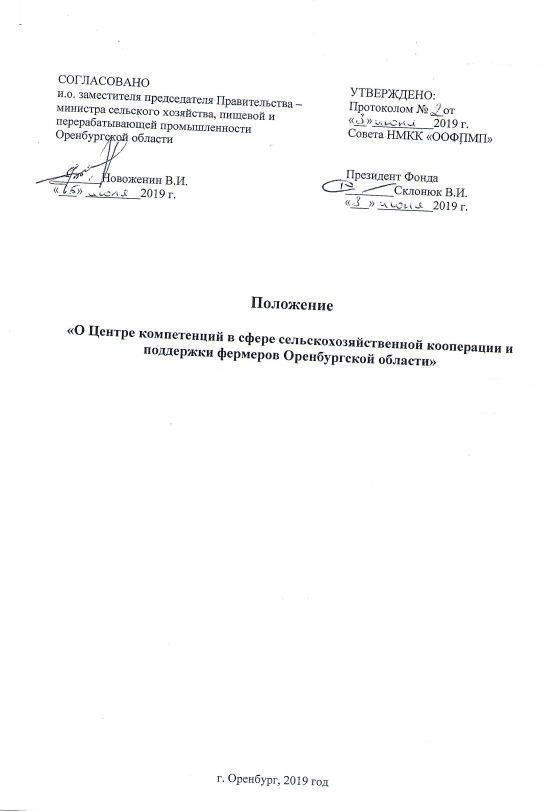 СОГЛАСОВАНО
и.о. заместителя председателя Правительства –
министра сельского хозяйства, пищевой и
перерабатывающей промышленности
Оренбургской области
Новоженин В.И.
« » июля 2019 г.
УТВЕРЖДЕНО:
Протоколом № 2 от
«3» июня 2019 г.
Совета НМКК «ООФПМП»
Президент Фонда
Склонюк В.И.
«3» июня 2019 г.
Положение
«О Центре компетенций в сфере сельскохозяйственной кооперации и
поддержки фермеров Оренбургской области»
г. Оренбург, 2019 год